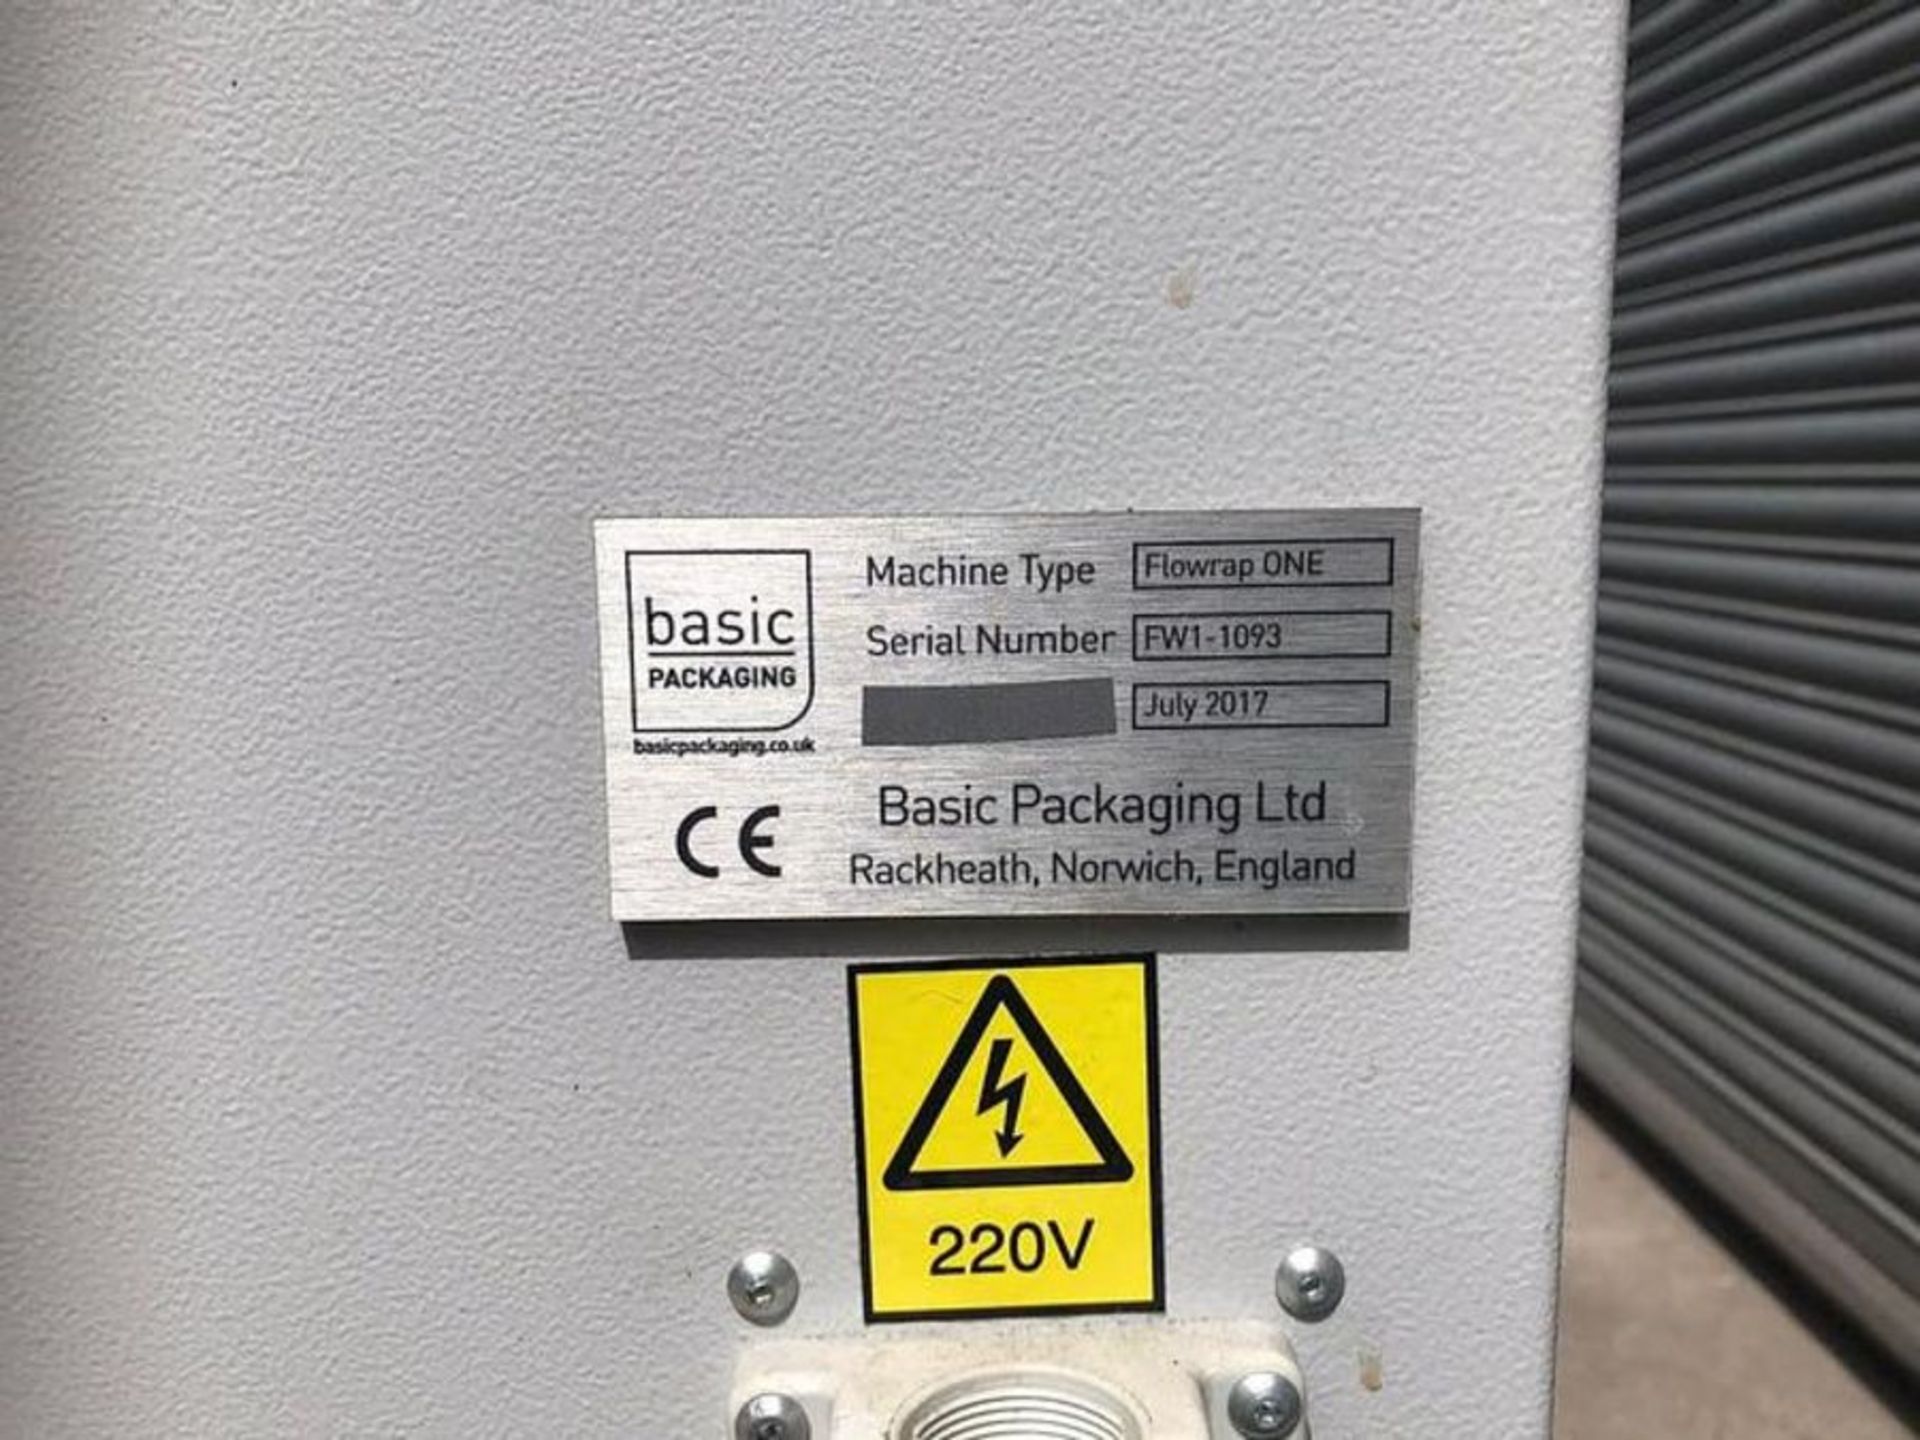 basic
PACKAGING
basicpackaging.co.uk
Machine Type Flowrap ONE
Serial Number FW1-1093
July 2017
CE
Basic Packaging Ltd
Rackheath, Norwich, England
220V